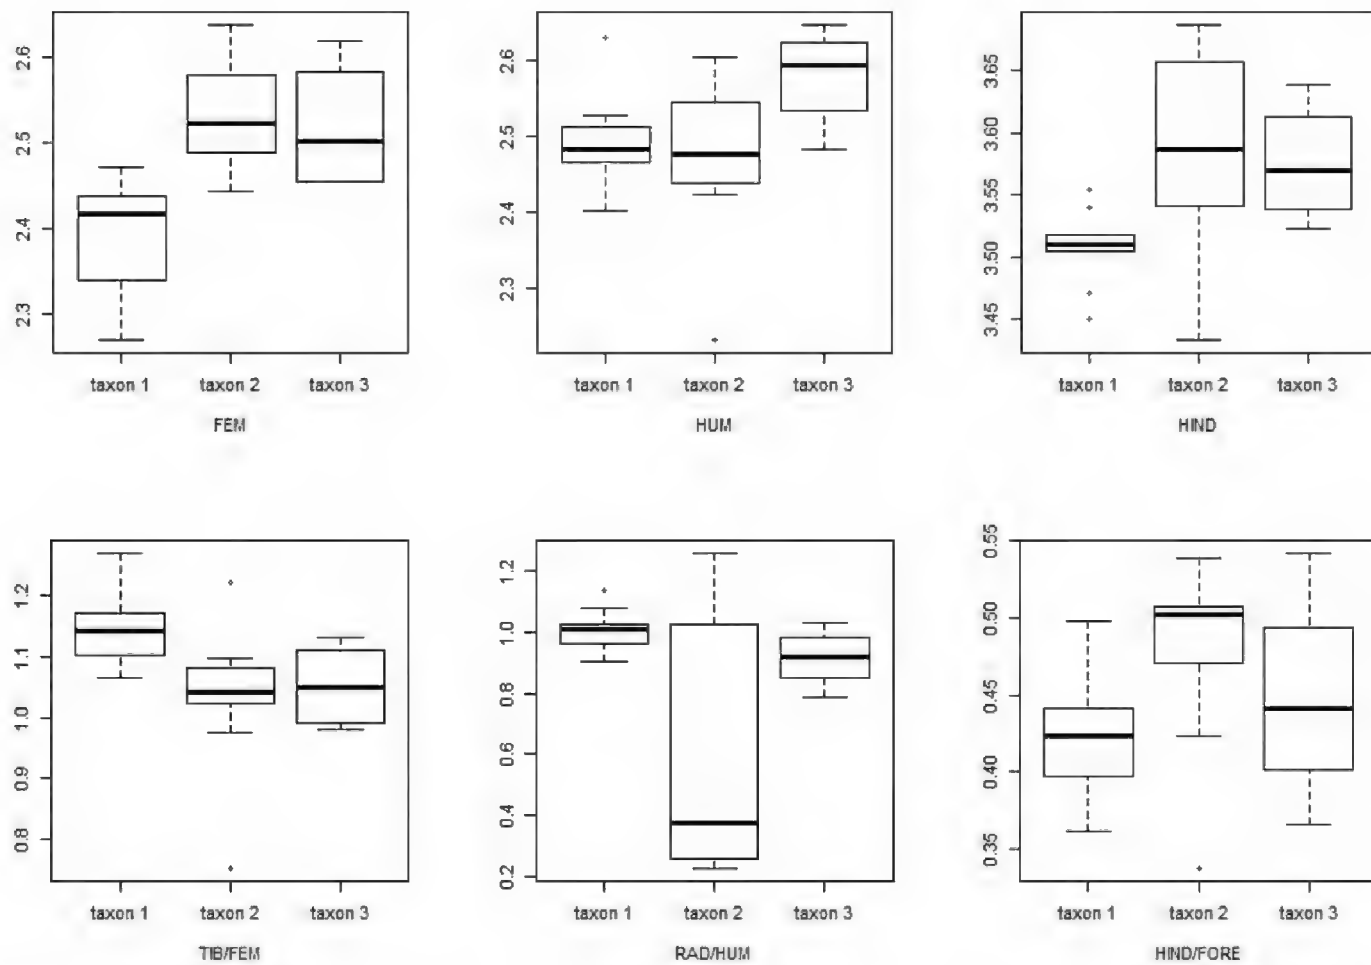 2.6
2.5
2.4
2.3
taxon 1 taxon 2 taxon 3
FEM
2.6
2.5
2.4
2.3
taxon 1 taxon 2 taxon 3
HUM
3.65
3.60
3.55
3.50
3.45
taxon 1 taxon 2 taxon 3
HIND
1.2
1.1
1.0
0.9
0.8
taxon 1 taxon 2 taxon 3
TIB/FEM
1.2
1.0
0.8
0.6
0.4
0.2
taxon 1 taxon 2 taxon 3
RAD/HUM
0.55
0.50
0.45
0.40
0.35
taxon 1 taxon 2 taxon 3
HIND/FORE